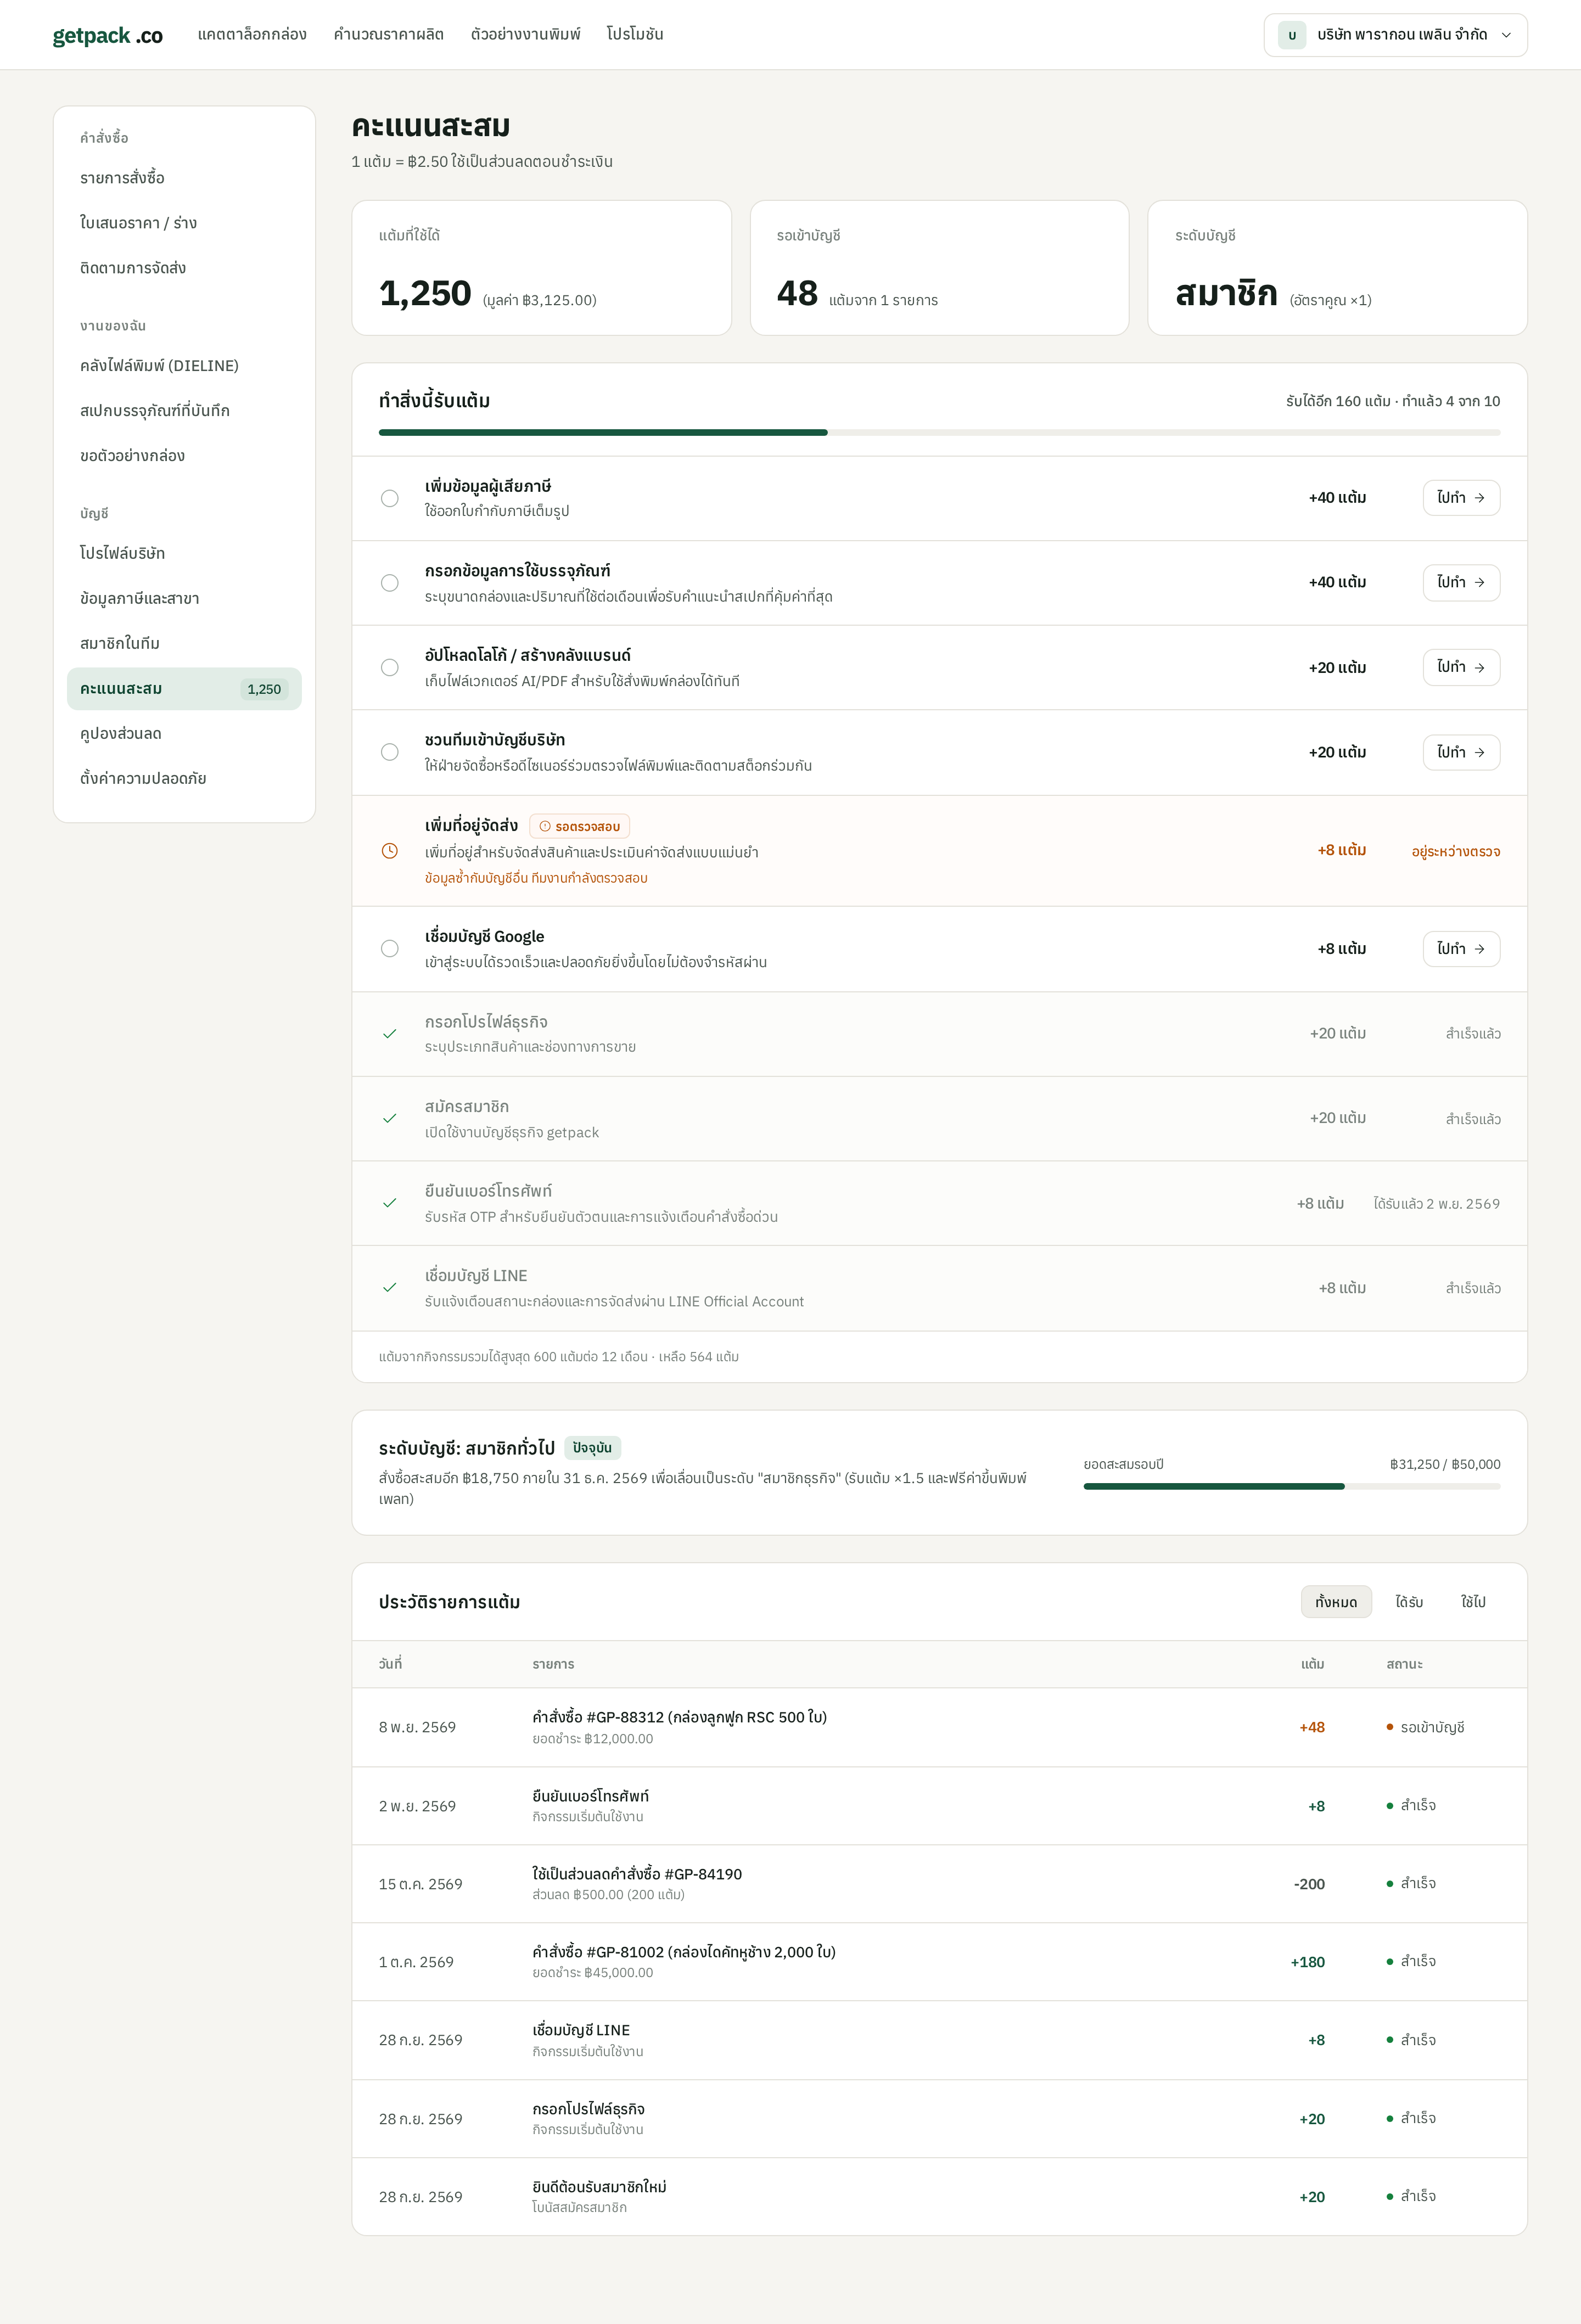 getpack .co
แคตตาล็อกกล่อง
คำนวณราคาผลิต
ตัวอย่างงานพิมพ์
โปรโมชัน
บ
บริษัท พารากอน เพลิน จำกัด
คำสั่งซื้อ
รายการสั่งซื้อ
ใบเสนอราคา / ร่าง
ติดตามการจัดส่ง
งานของฉัน
คลังไฟล์พิมพ์ (DIELINE)
สเปกบรรจุภัณฑ์ที่บันทึก
ขอตัวอย่างกล่อง
บัญชี
โปรไฟล์บริษัท
ข้อมูลภาษีและสาขา
สมาชิกในทีม
คะแนนสะสม 1,250
คูปองส่วนลด
ตั้งค่าความปลอดภัย
คะแนนสะสม
1 แต้ม = ฿2.50 ใช้เป็นส่วนลดตอนชำระเงิน
แต้มที่ใช้ได้
1,250 (มูลค่า ฿3,125.00)
รอเข้าบัญชี
48 แต้มจาก 1 รายการ
ระดับบัญชี
สมาชิก (อัตราคูณ ×1)
ทำสิ่งนี้รับแต้ม
รับได้อีก 160 แต้ม · ทำแล้ว 4 จาก 10
เพิ่มข้อมูลผู้เสียภาษี
ใช้ออกใบกำกับภาษีเต็มรูป
+40 แต้ม
ไปทำ →
กรอกข้อมูลการใช้บรรจุภัณฑ์
ระบุขนาดกล่องและปริมาณที่ใช้ต่อเดือนเพื่อรับคำแนะนำสเปกที่คุ้มค่าที่สุด
+40 แต้ม
ไปทำ →
อัปโหลดโลโก้ / สร้างคลังแบรนด์
เก็บไฟล์เวกเตอร์ AI/PDF สำหรับใช้สั่งพิมพ์กล่องได้ทันที
+20 แต้ม
ไปทำ →
ชวนทีมเข้าบัญชีบริษัท
ให้ฝ่ายจัดซื้อหรือดีไซเนอร์ร่วมตรวจไฟล์พิมพ์และติดตามสต็อกร่วมกัน
+20 แต้ม
ไปทำ →
เพิ่มที่อยู่จัดส่ง รอตรวจสอบ
เพิ่มที่อยู่สำหรับจัดส่งสินค้าและประเมินค่าจัดส่งแบบแม่นยำ
ข้อมูลซ้ำกับบัญชีอื่น ทีมงานกำลังตรวจสอบ
+8 แต้ม
อยู่ระหว่างตรวจ
เชื่อมบัญชี Google
เข้าสู่ระบบได้รวดเร็วและปลอดภัยยิ่งขึ้นโดยไม่ต้องจำรหัสผ่าน
+8 แต้ม
ไปทำ →
กรอกโปรไฟล์ธุรกิจ
ระบุประเภทสินค้าและช่องทางการขาย
+20 แต้ม
สำเร็จแล้ว
สมัครสมาชิก
เปิดใช้งานบัญชีธุรกิจ getpack
+20 แต้ม
สำเร็จแล้ว
ยืนยันเบอร์โทรศัพท์
รับรหัส OTP สำหรับยืนยันตัวตนและการแจ้งเตือนคำสั่งซื้อด่วน
+8 แต้ม
ได้รับแล้ว 2 พ.ย. 2569
เชื่อมบัญชี LINE
รับแจ้งเตือนสถานะกล่องและการจัดส่งผ่าน LINE Official Account
+8 แต้ม
สำเร็จแล้ว
แต้มจากกิจกรรมรวมได้สูงสุด 600 แต้มต่อ 12 เดือน · เหลือ 564 แต้ม
ระดับบัญชี: สมาชิกทั่วไป ปัจจุบัน
สั่งซื้อสะสมอีก ฿18,750 ภายใน 31 ธ.ค. 2569 เพื่อเลื่อนเป็นระดับ "สมาชิกธุรกิจ" (รับแต้ม ×1.5 และฟรีค่าขึ้นพิมพ์
เพลท)
ยอดสะสมรอบปี ฿31,250 / ฿50,000
ประวัติรายการแต้ม
ทั้งหมด ได้รับ ใช้ไป
วันที่ รายการ แต้ม สถานะ
8 พ.ย. 2569
คำสั่งซื้อ #GP-88312 (กล่องลูกฟูก RSC 500 ใบ)
ยอดชำระ ฿12,000.00
+48
รอเข้าบัญชี
2 พ.ย. 2569
ยืนยันเบอร์โทรศัพท์
กิจกรรมเริ่มต้นใช้งาน
+8
สำเร็จ
15 ต.ค. 2569
ใช้เป็นส่วนลดคำสั่งซื้อ #GP-84190
ส่วนลด ฿500.00 (200 แต้ม)
-200
สำเร็จ
1 ต.ค. 2569
คำสั่งซื้อ #GP-81002 (กล่องไดคัทหูช้าง 2,000 ใบ)
ยอดชำระ ฿45,000.00
+180
สำเร็จ
28 ก.ย. 2569
เชื่อมบัญชี LINE
กิจกรรมเริ่มต้นใช้งาน
+8
สำเร็จ
28 ก.ย. 2569
กรอกโปรไฟล์ธุรกิจ
กิจกรรมเริ่มต้นใช้งาน
+20
สำเร็จ
28 ก.ย. 2569
ยินดีต้อนรับสมาชิกใหม่
โบนัสสมัครสมาชิก
+20
สำเร็จ